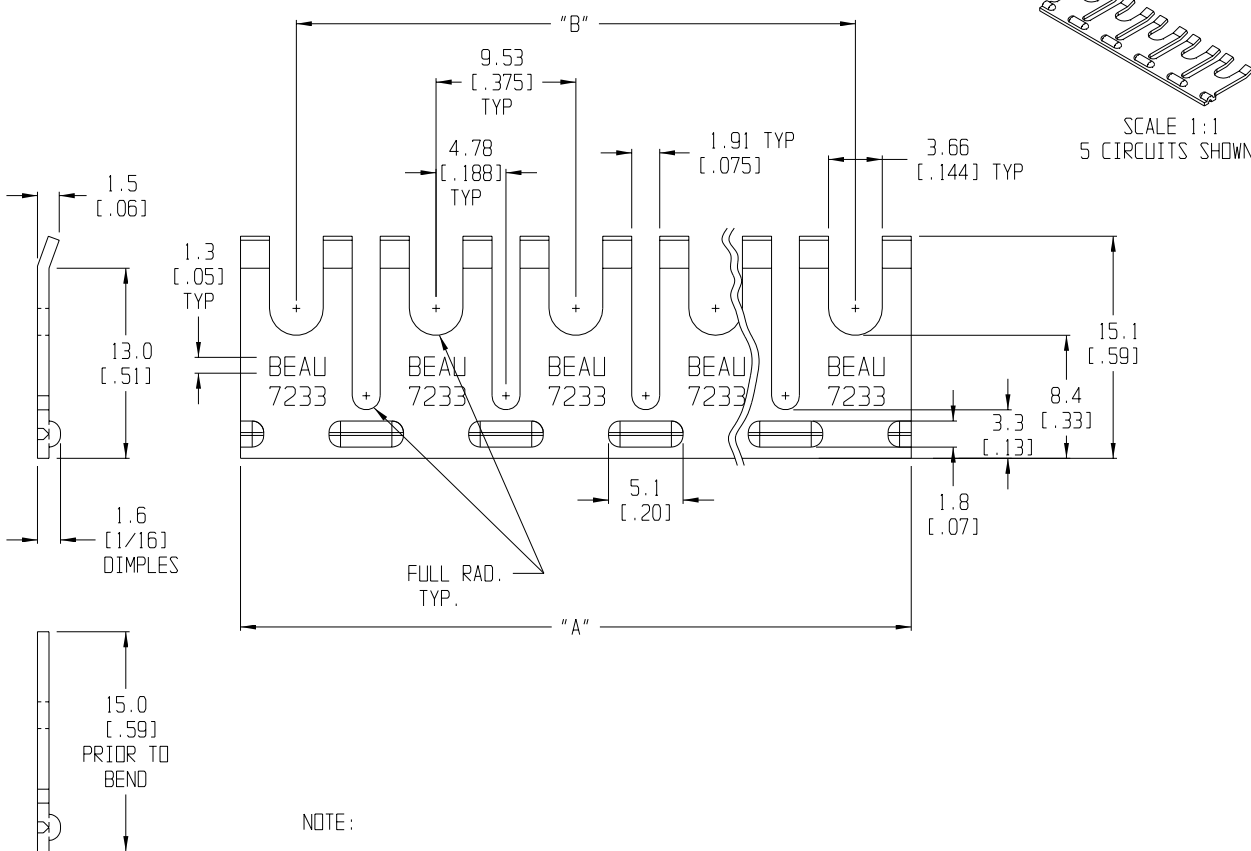 "B"
9.53
[.375]
TYP
4.78
[.188]
TYP
1.91 TYP
[.075]
3.66
[.144] TYP
SCALE 1:1
5 CIRCUITS SHOWN
1.5
[.06]
1.3
[.05]
TYP
13.0
[.51]
BEAU BEAU BEAU BEAU BEAU
7233 7233 7233 7233 7233
15.1
[.59]
8.4
[.33]
3.3
[.13]
1.8
[.07]
5.1
[.20]
1.6
[1/16]
DIMPLES
FULL RAD.
TYP.
"A"
15.0
[.59]
PRIOR TO
BEND
NOTE: